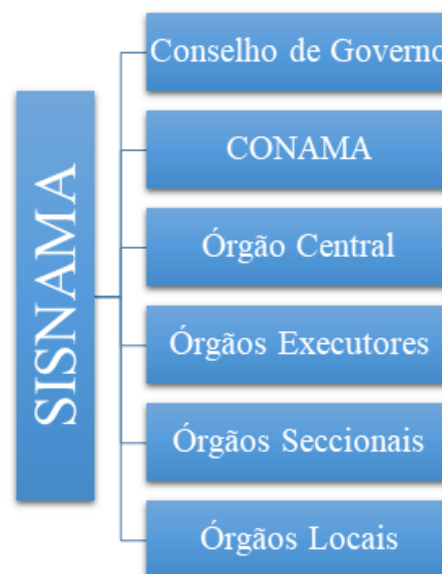 SISNAMA
Conselho de Governo
CONAMA
Órgão Central
Órgãos Executores
Órgãos Seccionais
Órgãos Locais